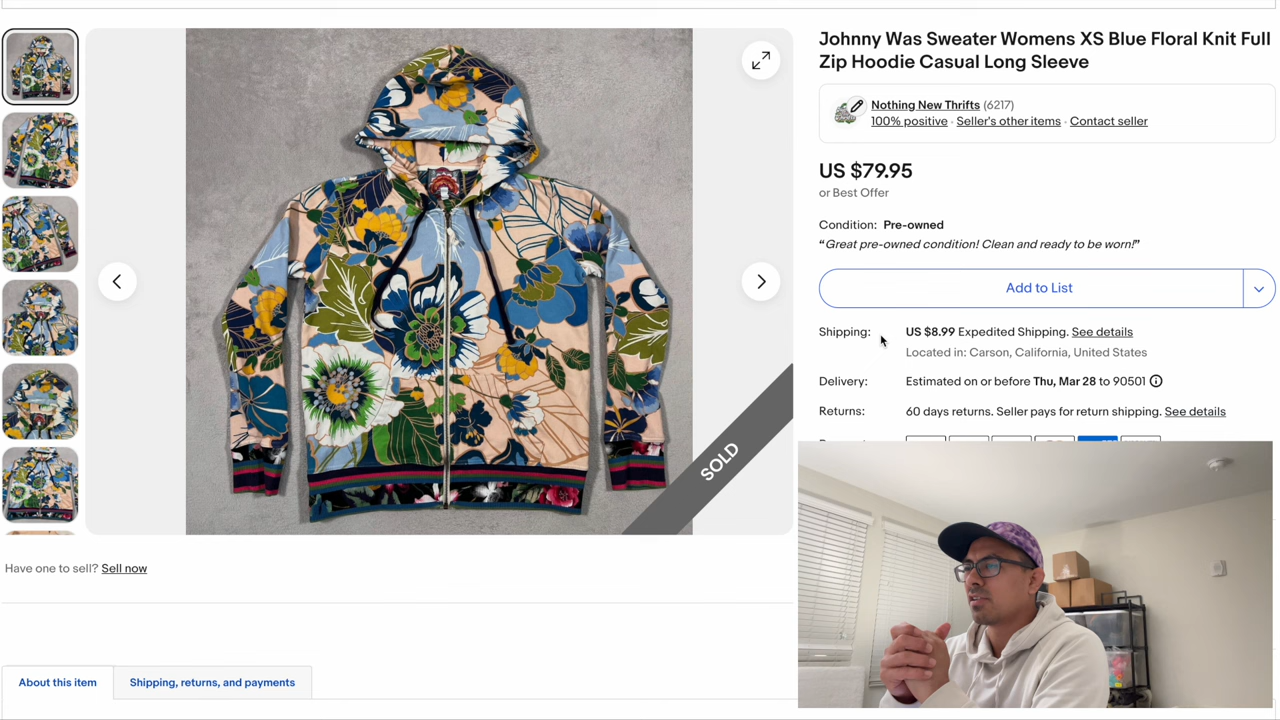 Johnny Was Sweater Womens XS Blue Floral Knit Full
Zip Hoodie Casual Long Sleeve
Nothing New Thrifts (6217)
100% positive · Seller's other items · Contact seller
US $79.95
or Best Offer
Condition: Pre-owned
“Great pre-owned condition! Clean and ready to be worn!”
Add to List
Shipping: US $8.99 Expedited Shipping. See details
Located in: Carson, California, United States
Delivery: Estimated on or before Thu, Mar 28 to 90501
Returns: 60 days returns. Seller pays for return shipping. See details
SOLD
Have one to sell? Sell now
About this item
Shipping, returns, and payments